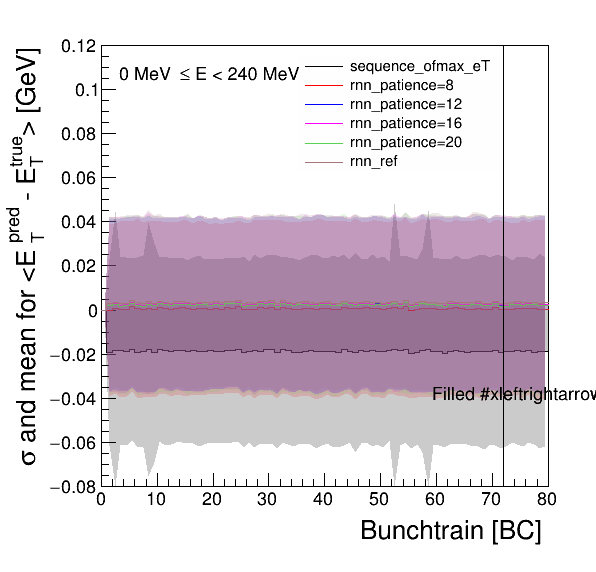 0.12
0.1
0.08
0.06
0.04
0.02
0
−0.02
−0.04
−0.06
−0.08
σ and mean for <E_T^pred - E_T^true> [GeV]
0 MeV ≤ E < 240 MeV
sequence_ofmax_eT
rnn_patience=8
rnn_patience=12
rnn_patience=16
rnn_patience=20
rnn_ref
Filled #xleftrightarrow
0 10 20 30 40 50 60 70 80
Bunchtrain [BC]